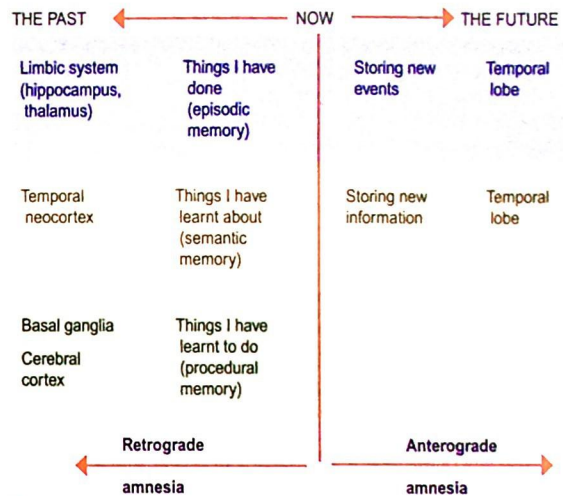 THE PAST NOW THE FUTURE
Limbic system
(hippocampus,
thalamus)
Things I have
done
(episodic
memory)
Storing new
events
Temporal
lobe
Temporal
neocortex
Things I have
learnt about
(semantic
memory)
Storing new
information
Temporal
lobe
Basal ganglia
Cerebral
cortex
Things I have
learnt to do
(procedural
memory)
Retrograde
amnesia
Anterograde
amnesia